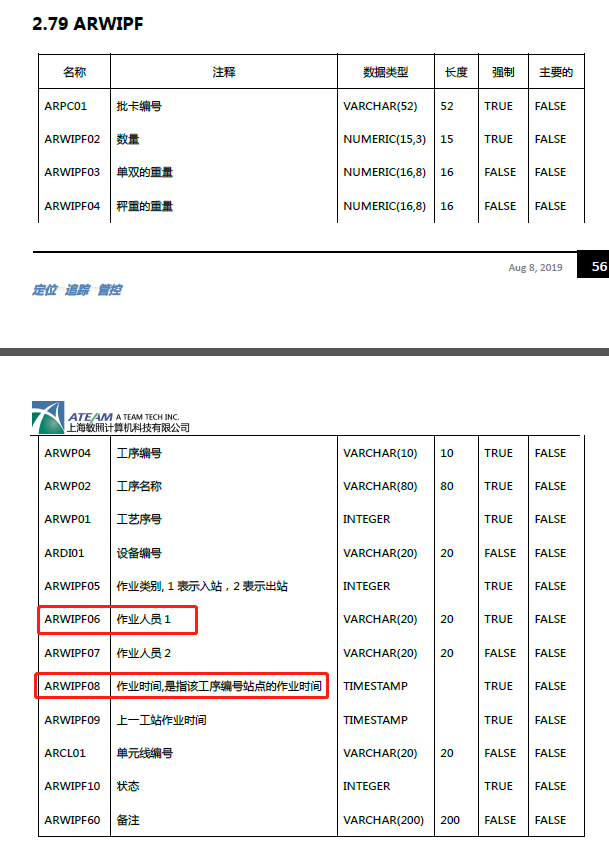 2.79 ARWIPF
名称 注释 数据类型 长度 强制 主要的
ARPC01 批卡编号 VARCHAR(52) 52 TRUE FALSE
ARWIPF02 数量 NUMERIC(15,3) 15 TRUE FALSE
ARWIPF03 单双的重量 NUMERIC(16,8) 16 FALSE FALSE
ARWIPF04 秤重的重量 NUMERIC(16,8) 16 FALSE FALSE
Aug 8, 2019 56
定位 追踪 管控
ATEAM A TEAM TECH INC.
上海敏照计算机科技有限公司
ARWP04 工序编号 VARCHAR(10) 10 TRUE FALSE
ARWP02 工序名称 VARCHAR(80) 80 TRUE FALSE
ARWP01 工艺序号 INTEGER TRUE FALSE
ARDI01 设备编号 VARCHAR(20) 20 FALSE FALSE
ARWIPF05 作业类别, 1 表示入站，2 表示出站 INTEGER TRUE FALSE
ARWIPF06 作业人员 1 VARCHAR(20) 20 TRUE FALSE
ARWIPF07 作业人员 2 VARCHAR(20) 20 FALSE FALSE
ARWIPF08 作业时间,是指该工序编号站点的作业时间 TIMESTAMP TRUE FALSE
ARWIPF09 上一工站作业时间 TIMESTAMP TRUE FALSE
ARCL01 单元线编号 VARCHAR(20) 20 FALSE FALSE
ARWIPF10 状态 INTEGER TRUE FALSE
ARWIPF60 备注 VARCHAR(200) 200 FALSE FALSE